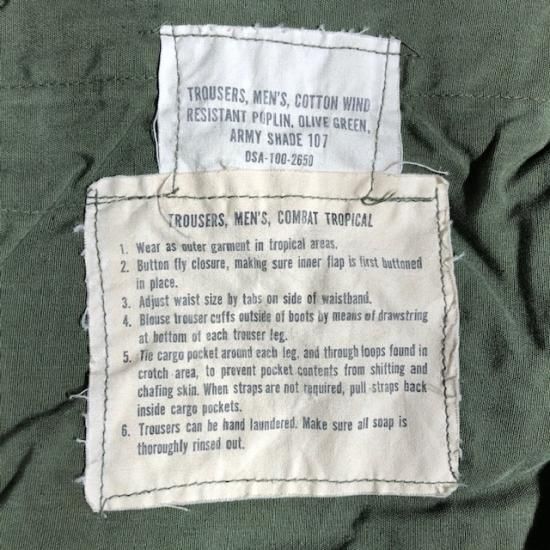 TROUSERS, MEN'S, COTTON WIND
RESISTANT POPLIN, OLIVE GREEN,
ARMY SHADE 107
DSA-100-2650
TROUSERS, MEN'S, COMBAT TROPICAL
1. Wear as outer garment in tropical areas.
2. Button fly closure, making sure inner flap is first buttoned
in place.
3. Adjust waist size by tabs on side of waistband.
4. Blouse trouser cuffs outside of boots by means of drawstring
at bottom of each trouser leg.
5. Tie cargo pocket around each leg, and through loops found in
crotch area, to prevent pocket contents from shifting and
chafing skin. When straps are not required, pull straps back
inside cargo pockets.
6. Trousers can be hand laundered. Make sure all soap is
thoroughly rinsed out.